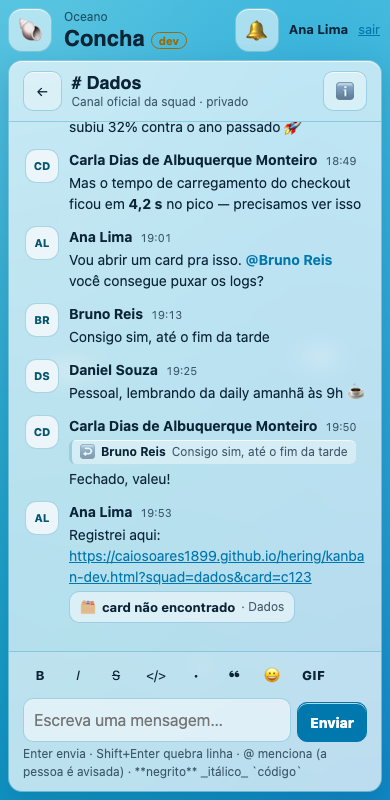 Oceano
Concha dev
Ana Lima sair
←
# Dados
Canal oficial da squad · privado
subiu 32% contra o ano passado 🚀
CD Carla Dias de Albuquerque Monteiro 18:49
Mas o tempo de carregamento do checkout
ficou em 4,2 s no pico — precisamos ver isso
AL Ana Lima 19:01
Vou abrir um card pra isso. @Bruno Reis
você consegue puxar os logs?
BR Bruno Reis 19:13
Consigo sim, até o fim da tarde
DS Daniel Souza 19:25
Pessoal, lembrando da daily amanhã às 9h ☕
CD Carla Dias de Albuquerque Monteiro 19:50
Bruno Reis Consigo sim, até o fim da tarde
Fechado, valeu!
AL Ana Lima 19:53
Registrei aqui:
https://caiosoares1899.github.io/hering/kanba
n-dev.html?squad=dados&card=c123
card não encontrado · Dados
B I S </> • ❝ 😀 GIF
Escreva uma mensagem... Enviar
Enter envia · Shift+Enter quebra linha · @ menciona (a
pessoa é avisada) · **negrito** _itálico_ `código`